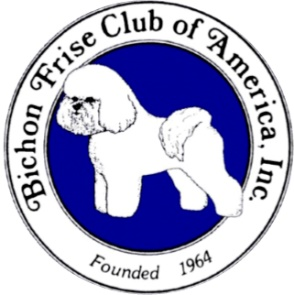 Bichon Frise Club of America, Inc.
Founded 1964